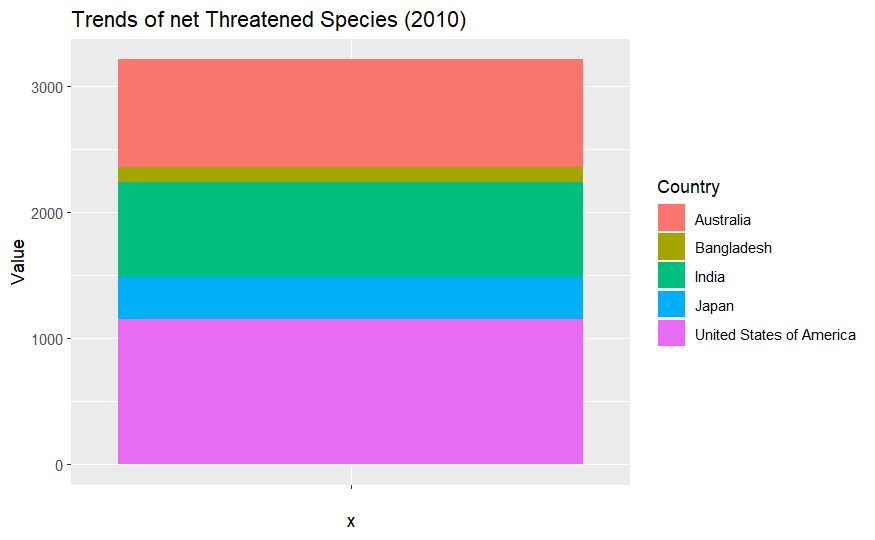 Trends of net Threatened Species (2010)
Value
3000
2000
1000
0
x
Country
Australia
Bangladesh
India
Japan
United States of America